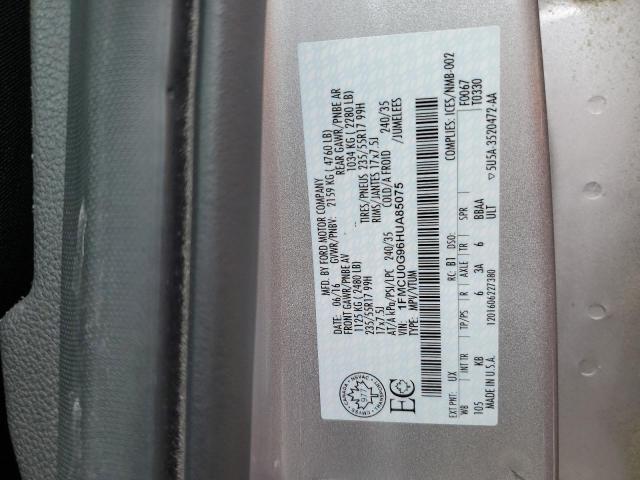 MFD. BY FORD MOTOR COMPANY
DATE: 06/16 GVWR/PNBV: 2159 KG ( 4760 LB)
FRONT GAWR/PNBE AV REAR GAWR/PNBE AR
1125 KG ( 2480 LB) 1034 KG ( 2280 LB)
235/55R17 99H TIRES/PNEUS 235/55R17 99H
17x7.5J RIMS/JANTES 17x7.5J
AT/A kPa/PSI/LPC 240/35 COLD/A FROID 240/35
VIN: 1FMCU0G96HUA85075 /JUMELEES
TYPE: MPV/VTUM
EC COMPLIES: ICES/NMB-002
EXT PNT: UX RC: B1 DSO: F0067
WB INT TR TP/PS R AXLE TR SPR T0330
105 KB 6 3A 6 BBAA
MADE IN U.S.A. ULT
120160622738O 5U5A-3520472-AA